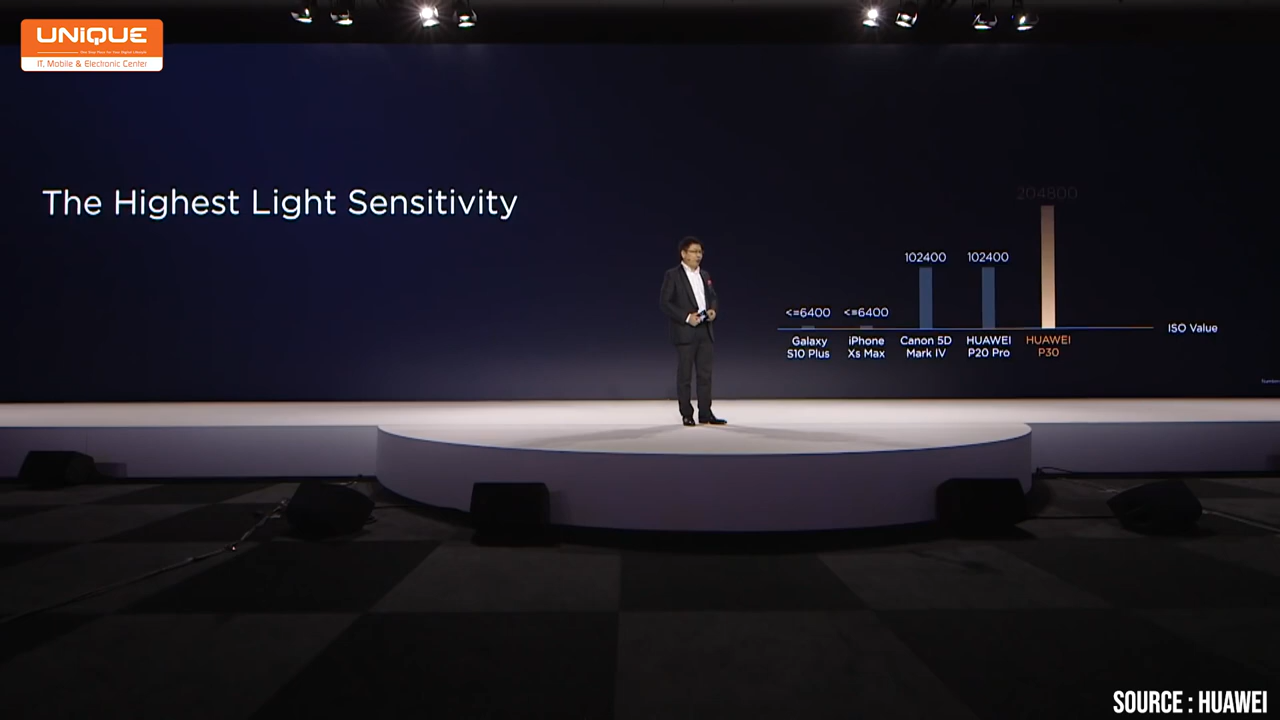 UNIQUE
IT, Mobile & Electronic Center
The Highest Light Sensitivity
204800
102400
102400
<=6400
<=6400
ISO Value
Galaxy
S10 Plus
iPhone
Xs Max
Canon 5D
Mark IV
HUAWEI
P20 Pro
HUAWEI
P30
SOURCE : HUAWEI